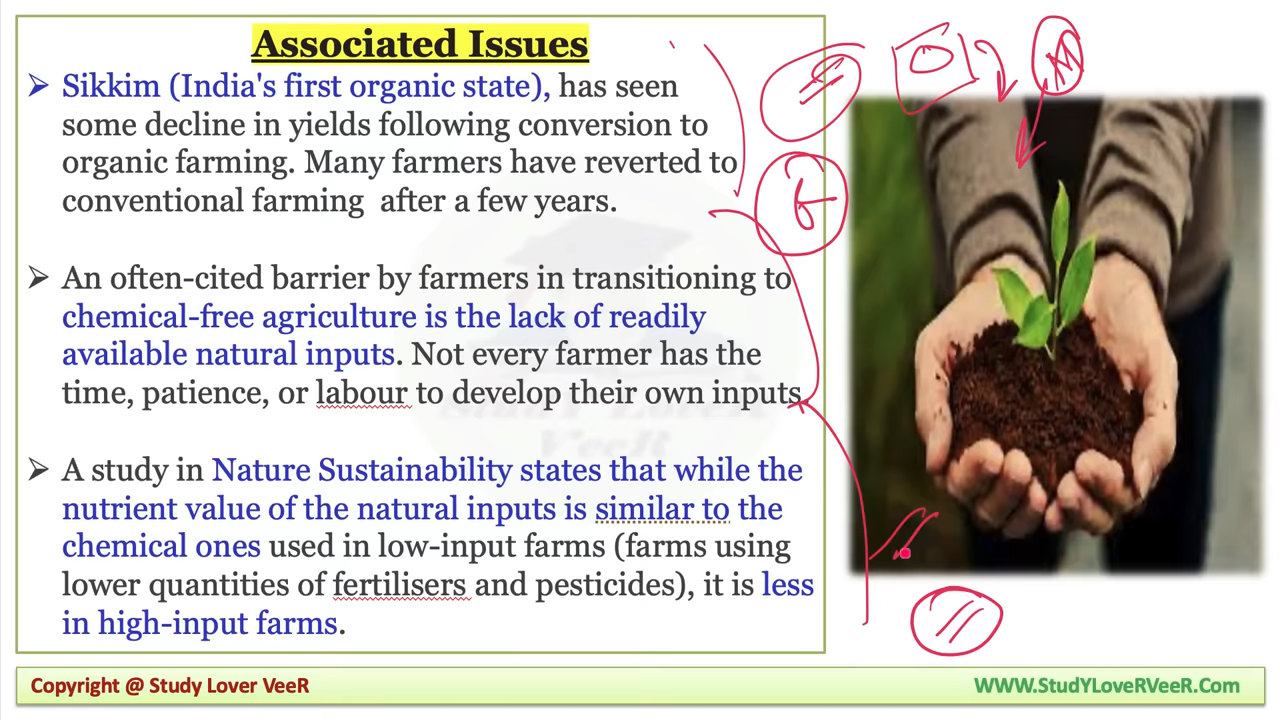 Associated Issues
➢ Sikkim (India's first organic state), has seen
some decline in yields following conversion to
organic farming. Many farmers have reverted to
conventional farming after a few years.
➢ An often-cited barrier by farmers in transitioning to
chemical-free agriculture is the lack of readily
available natural inputs. Not every farmer has the
time, patience, or labour to develop their own inputs.
➢ A study in Nature Sustainability states that while the
nutrient value of the natural inputs is similar to the
chemical ones used in low-input farms (farms using
lower quantities of fertilisers and pesticides), it is less
in high-input farms.
Copyright @ Study Lover VeeR
WWW.StudYLoveRVeeR.Com